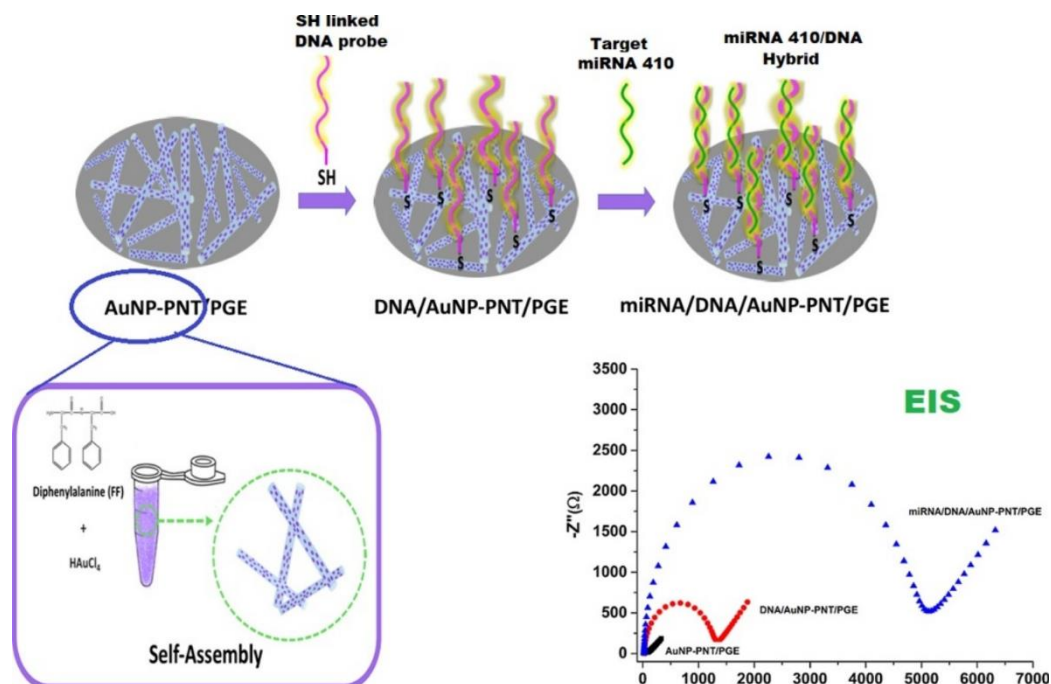 SH linked
DNA probe
Target
miRNA 410
miRNA 410/DNA
Hybrid
SH
S
S
S
S
S
S
S
S
S
S
S
S
S
S
AuNP-PNT/PGE
DNA/AuNP-PNT/PGE
miRNA/DNA/AuNP-PNT/PGE
Diphenylalanine (FF)
+
HAuCl₄
Self-Assembly
EIS
-Z"(Ω)
3500
3000
2500
2000
1500
1000
500
0
miRNA/DNA/AuNP-PNT/PGE
DNA/AuNP-PNT/PGE
AuNP-PNT/PGE
0
1000
2000
3000
4000
5000
6000
7000